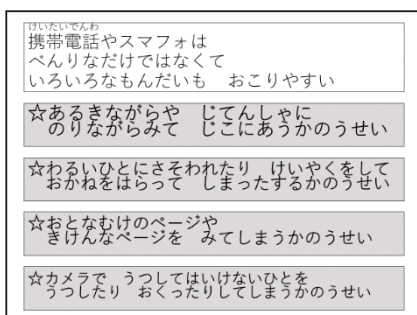 けいたいでんわ
携帯電話やスマフォは
べんりなだけではなくて
いろいろなもんだいも　おこりやすい
☆あるきながらや　じてんしゃに
のりながらみて　じこにあうかのうせい
☆わるいひとにさそわれたり　けいやくをして
おかねをはらって　しまったするかのうせい
☆おとなむけのページや
きけんなページを　みてしまうかのうせい
☆カメラで　うつしてはいけないひとを
うつしたり　おくったりしてしまうかのうせい